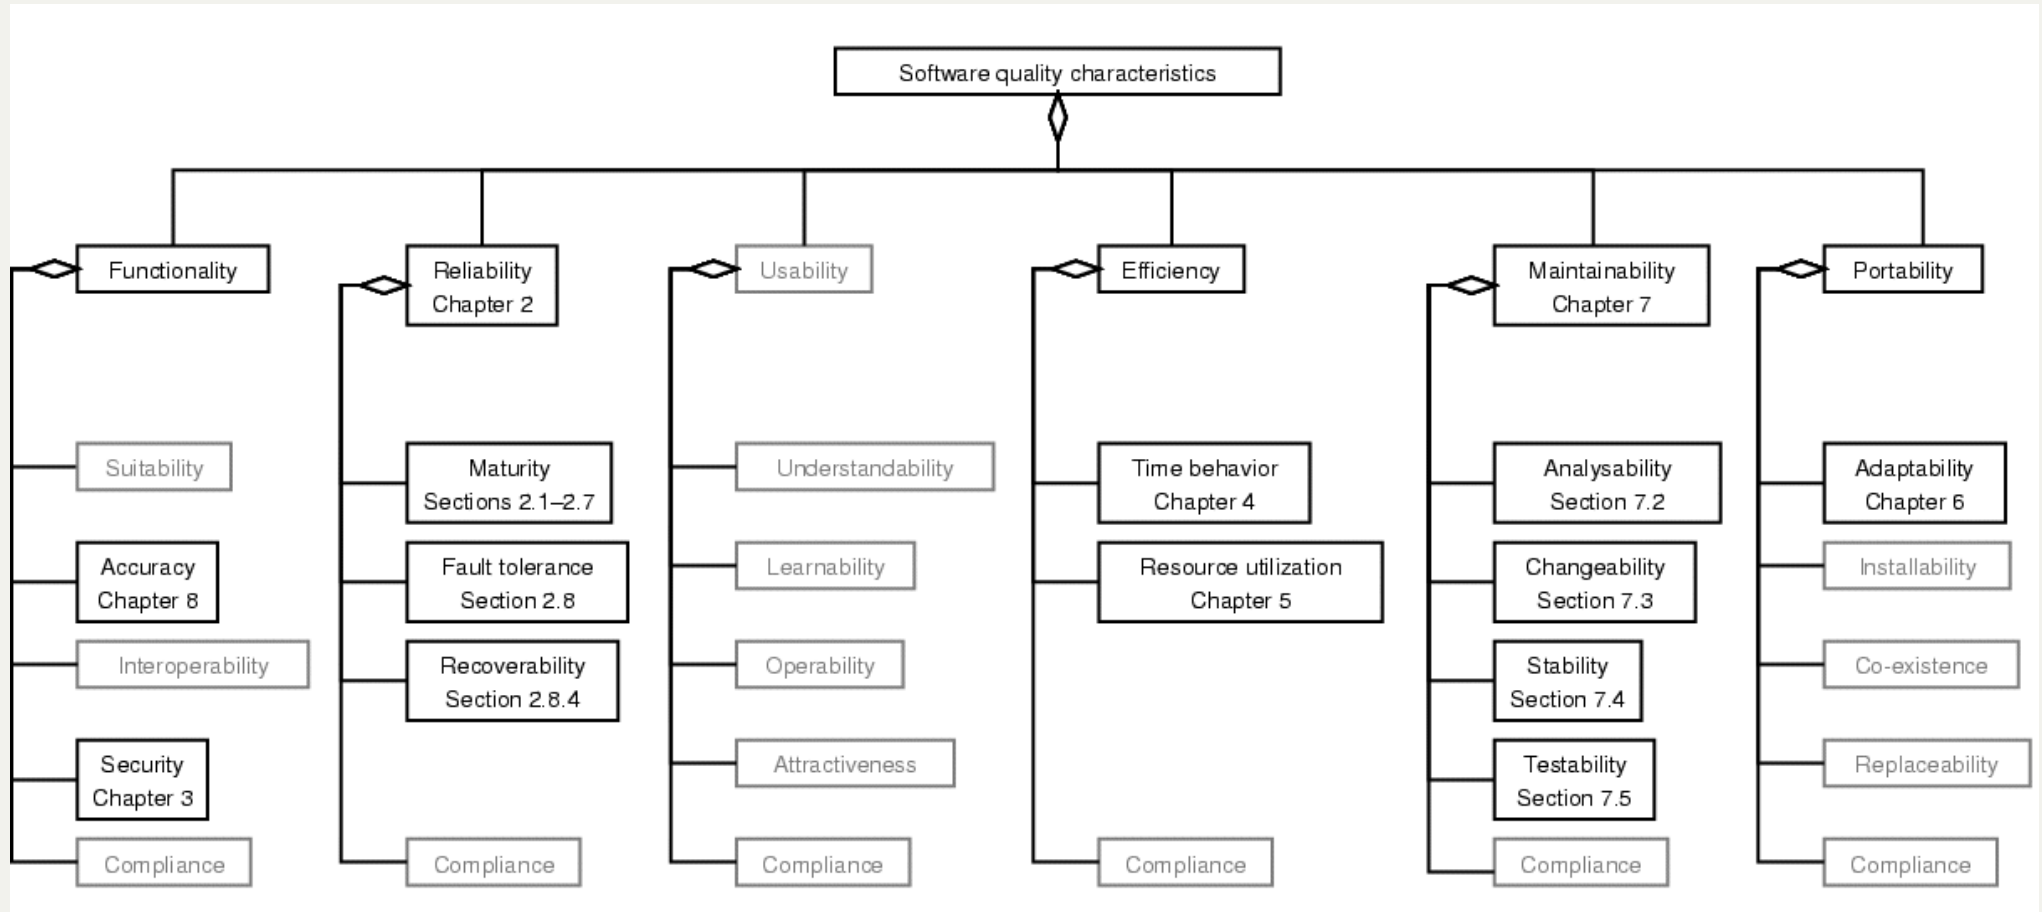 Software quality characteristics
Functionality
Reliability
Chapter 2
Usability
Efficiency
Maintainability
Chapter 7
Portability
Suitability
Accuracy
Chapter 8
Interoperability
Security
Chapter 3
Compliance
Maturity
Sections 2.1–2.7
Fault tolerance
Section 2.8
Recoverability
Section 2.8.4
Compliance
Understandability
Learnability
Operability
Attractiveness
Compliance
Time behavior
Chapter 4
Resource utilization
Chapter 5
Compliance
Analysability
Section 7.2
Changeability
Section 7.3
Stability
Section 7.4
Testability
Section 7.5
Compliance
Adaptability
Chapter 6
Installability
Co-existence
Replaceability
Compliance